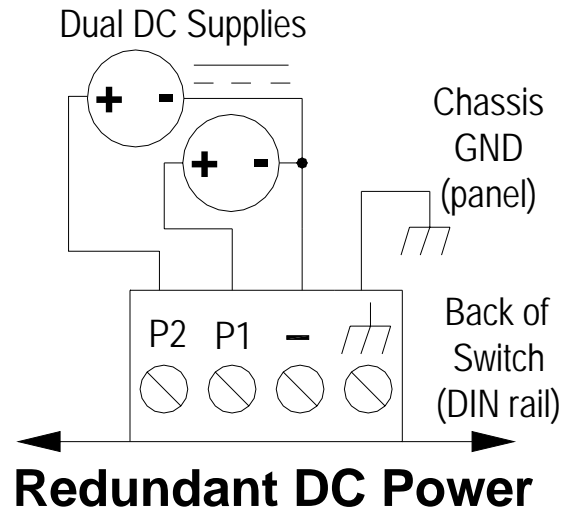 Dual DC Supplies
+ -
+ -
Chassis
GND
(panel)
P2 P1 –
Back of
Switch
(DIN rail)
Redundant DC Power